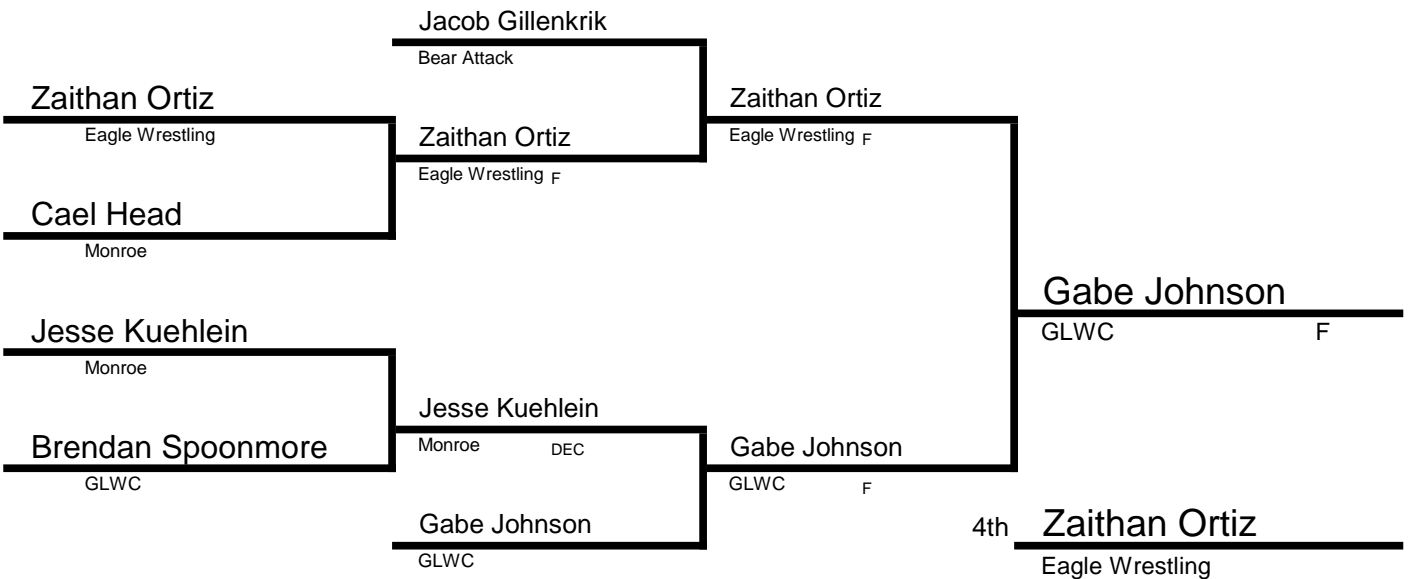 Jacob Gillenkrik
Bear Attack
Zaithan Ortiz
Eagle Wrestling
Zaithan Ortiz
Eagle Wrestling F
Zaithan Ortiz
Eagle Wrestling F
Cael Head
Monroe
Gabe Johnson
GLWC F
Jesse Kuehlein
Monroe
Jesse Kuehlein
Monroe DEC
Brendan Spoonmore
GLWC
Gabe Johnson
GLWC F
Gabe Johnson
GLWC
4th Zaithan Ortiz
Eagle Wrestling